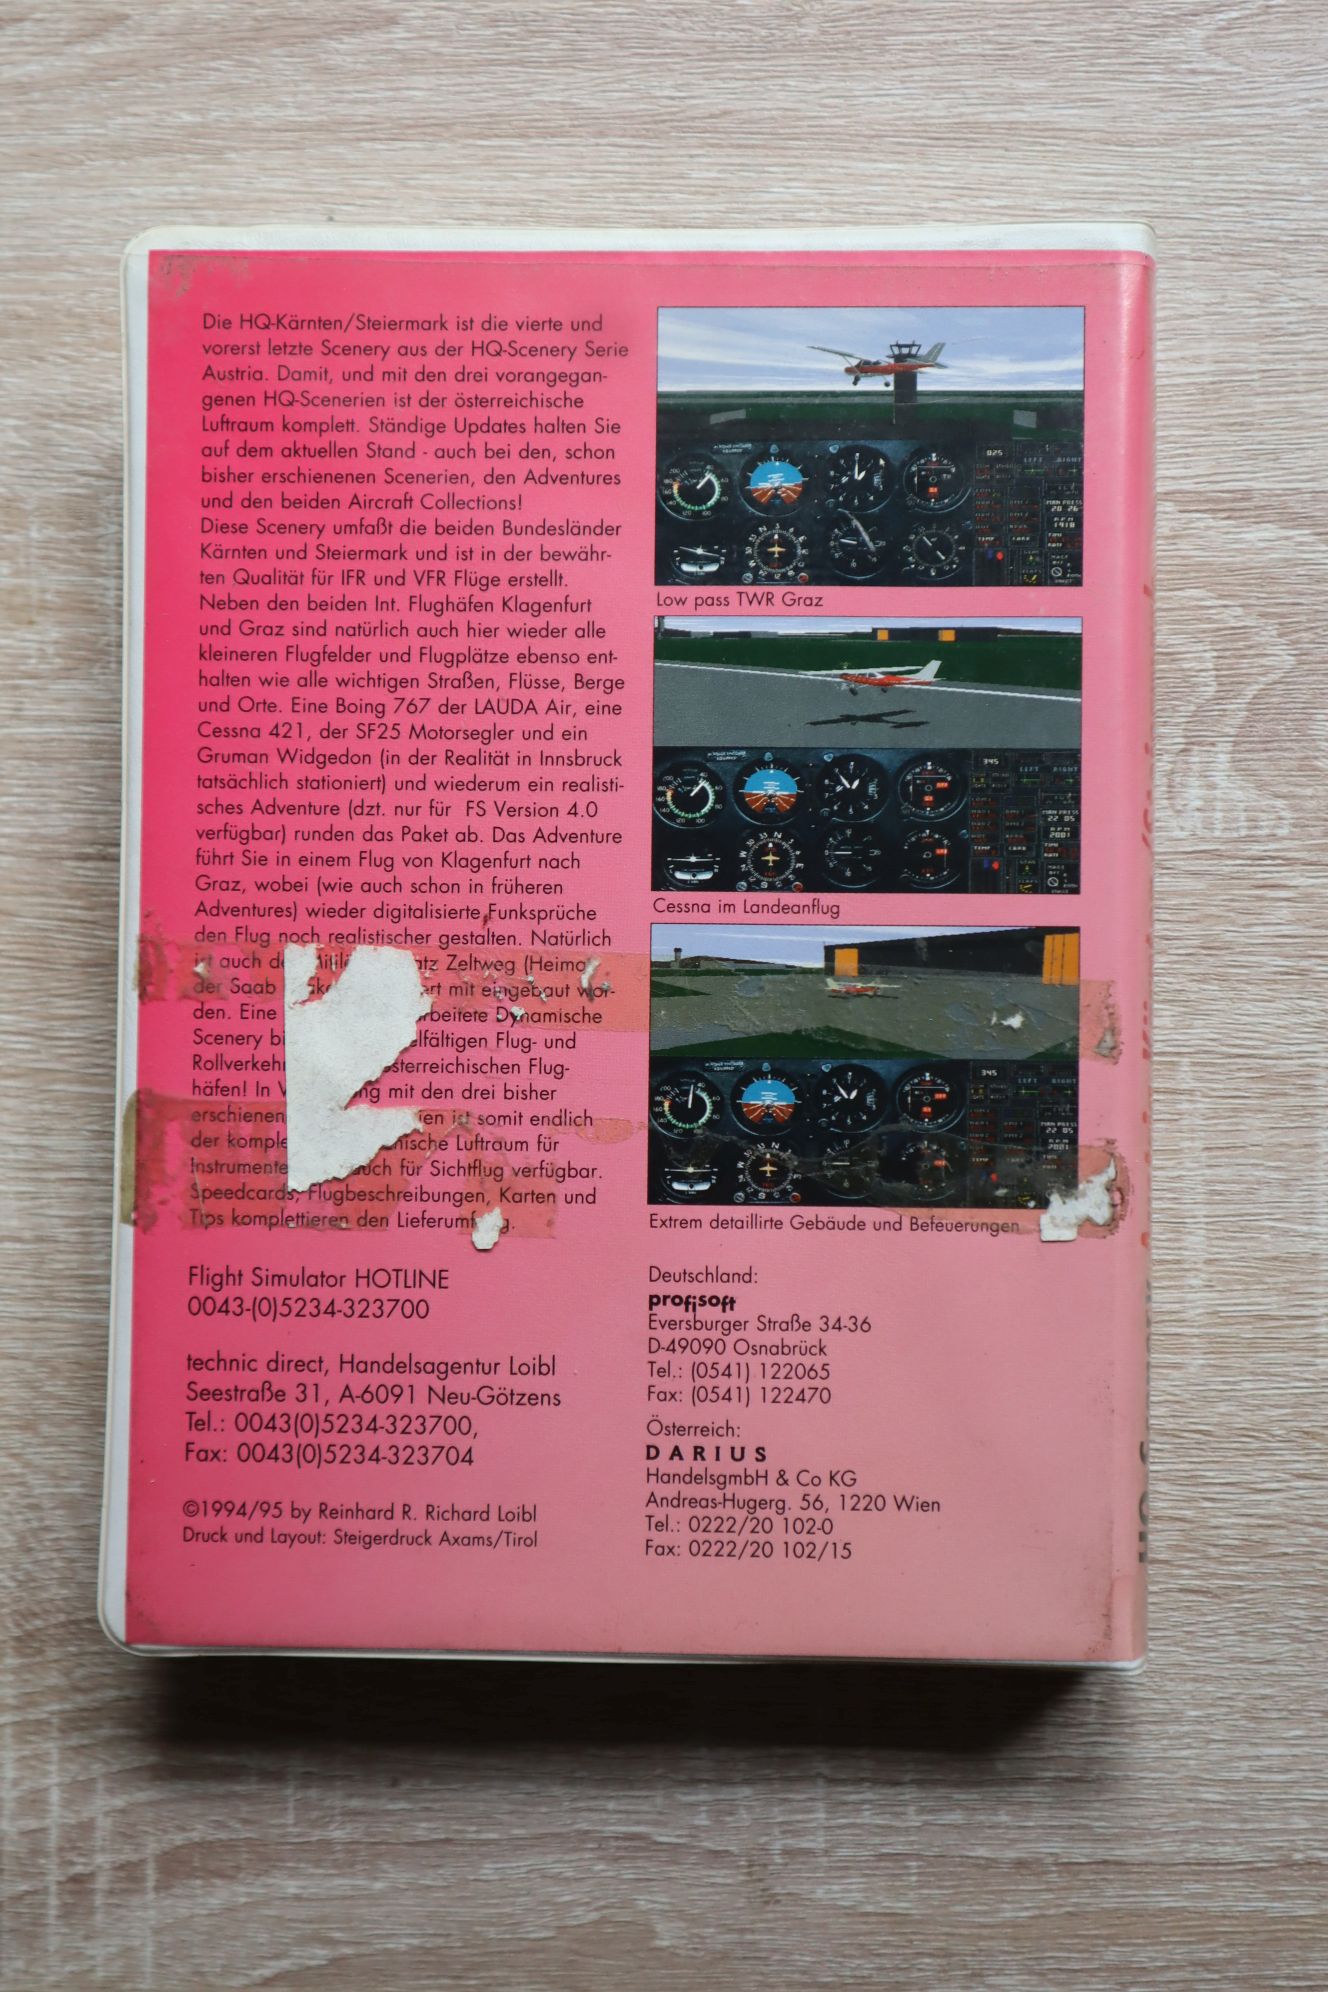 Die HQ-Kärnten/Steiermark ist die vierte und
vorerst letzte Scenery aus der HQ-Scenery Serie
Austria. Damit, und mit den drei vorangegan-
genen HQ-Scenerien ist der österreichische
Luftraum komplett. Ständige Updates halten Sie
auf dem aktuellen Stand - auch bei den, schon
bisher erschienenen Scenerien, den Adventures
und den beiden Aircraft Collections!
Diese Scenery umfaßt die beiden Bundesländer
Kärnten und Steiermark und ist in der bewähr-
ten Qualität für IFR und VFR Flüge erstellt.
Neben den beiden Int. Flughäfen Klagenfurt
und Graz sind natürlich auch hier wieder alle
kleineren Flugfelder und Flugplätze ebenso ent-
halten wie alle wichtigen Straßen, Flüsse, Berge
und Orte. Eine Boing 767 der LAUDA Air, eine
Cessna 421, der SF25 Motorsegler und ein
Gruman Widgedon (in der Realität in Innsbruck
tatsächlich stationiert) und wiederum ein realisti-
sches Adventure (dzt. nur für FS Version 4.0
verfügbar) runden das Paket ab. Das Adventure
führt Sie in einem Flug von Klagenfurt nach
Graz, wobei (wie auch schon in früheren
Adventures) wieder digitalisierte Funksprüche
den Flug noch realistischer gestalten. Natürlich
ist auch Zeltweg
der Saab mit eingebaut wor-
den. Eine Dynamische
Scenery Flug- und
Rollverkehr Flug-
häfen! In mit den drei bisher
ist somit endlich
der Luftraum für
auch für Sichtflug verfügbar.
Speedcards, Flugbeschreibungen, Karten und
Tips komplettieren den
Flight Simulator HOTLINE
0043-(0)5234-323700
technic direct, Handelsagentur Loibl
Seestraße 31, A-6091 Neu-Götzens
Tel.: 0043(0)5234-323700,
Fax: 0043(0)5234-323704
©1994/95 by Reinhard R. Richard Loibl
Druck und Layout: Steigerdruck Axams/Tirol
Low pass TWR Graz
Cessna im Landeanflug
Extrem detaillirte Gebäude und Befeuerungen
Deutschland:
profisoft
Eversburger Straße 34-36
D-49090 Osnabrück
Tel.: (0541) 122065
Fax: (0541) 122470
Österreich:
DARIUS
HandelsgmbH & Co KG
Andreas-Hugerg. 56, 1220 Wien
Tel.: 0222/20 102-0
Fax: 0222/20 102/15